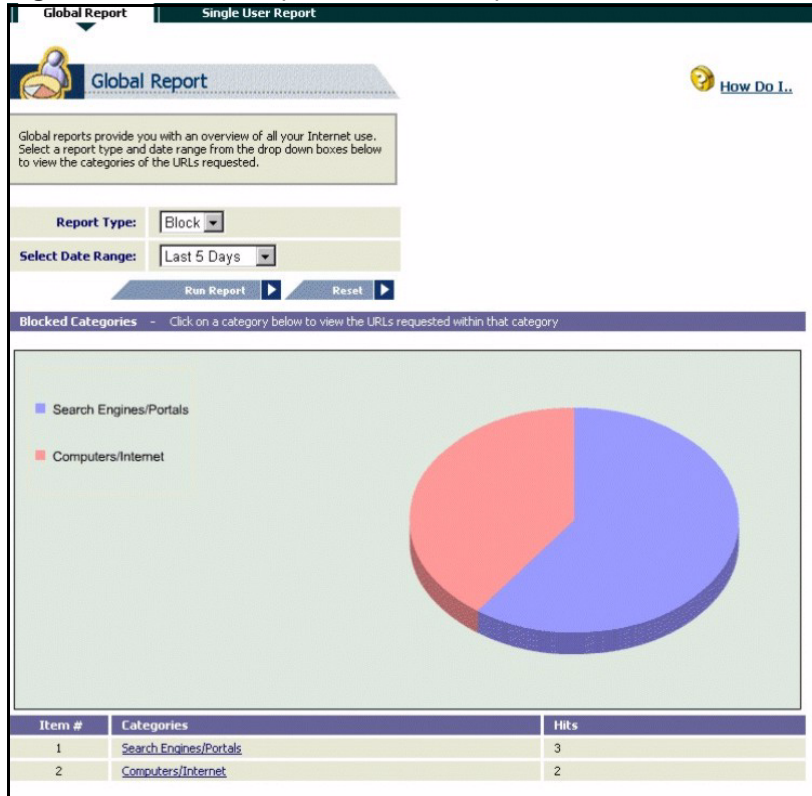 Global Report Single User Report
Global Report
How Do I..
Global reports provide you with an overview of all your Internet use.
Select a report type and date range from the drop down boxes below
to view the categories of the URLs requested.
Report Type: Block
Select Date Range: Last 5 Days
Run Report Reset
Blocked Categories - Click on a category below to view the URLs requested within that category
Search Engines/Portals
Computers/Internet
Item # Categories Hits
1 Search Engines/Portals 3
2 Computers/Internet 2